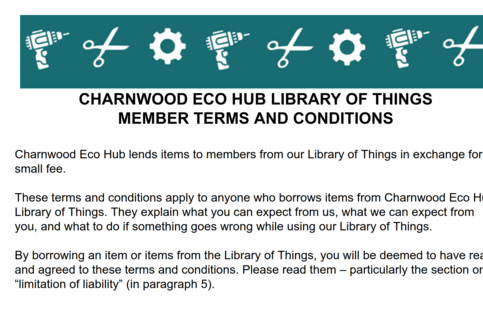 CHARNWOOD ECO HUB LIBRARY OF THINGS
MEMBER TERMS AND CONDITIONS
Charnwood Eco Hub lends items to members from our Library of Things in exchange for
small fee.
These terms and conditions apply to anyone who borrows items from Charnwood Eco
Library of Things. They explain what you can expect from us, what we can expect from
you, and what to do if something goes wrong while using our Library of Things.
By borrowing an item or items from the Library of Things, you will be deemed to have
and agreed to these terms and conditions. Please read them – particularly the section
“limitation of liability” (in paragraph 5).